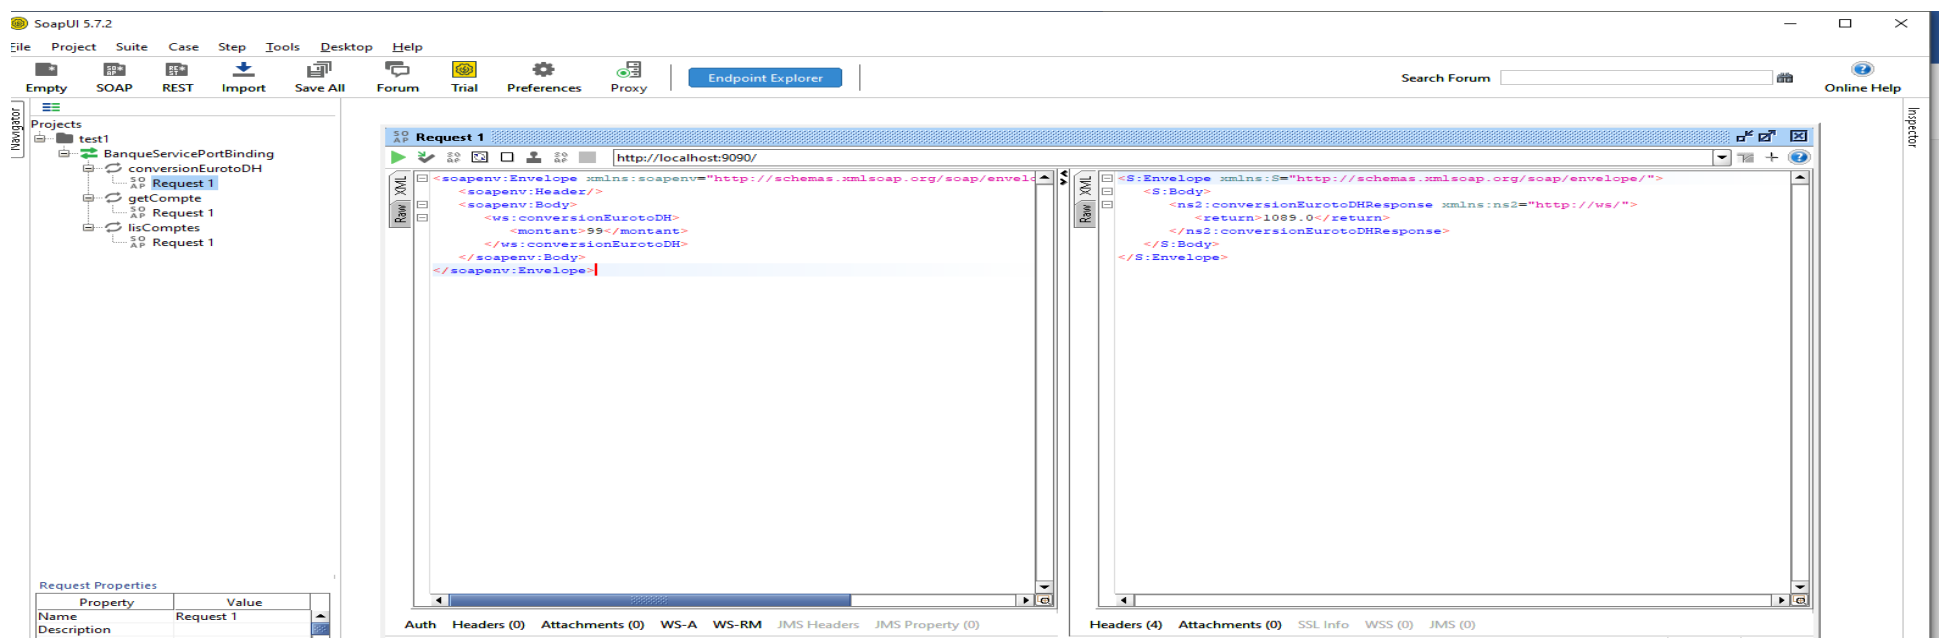 SoapUI 5.7.2
File Project Suite Case Step Tools Desktop Help
Empty SOAP REST Import Save All Forum Trial Preferences Proxy Endpoint Explorer Search Forum Online Help
Navigator
Projects
test1
BanqueServicePortBinding
conversionEurotoDH
Request 1
getCompte
Request 1
lisComptes
Request 1
Request Properties
Property Value
Name Request 1
Description
Request 1
http://localhost:9090/
XML
Raw
<soapenv:Envelope xmlns:soapenv="http://schemas.xmlsoap.org/soap/envelo
<soapenv:Header/>
<soapenv:Body>
<ws:conversionEurotoDH>
<montant>99</montant>
</ws:conversionEurotoDH>
</soapenv:Body>
</soapenv:Envelope>
Auth Headers (0) Attachments (0) WS-A WS-RM JMS Headers JMS Property (0)
XML
Raw
<S:Envelope xmlns:S="http://schemas.xmlsoap.org/soap/envelope/">
<S:Body>
<ns2:conversionEurotoDHResponse xmlns:ns2="http://ws/">
<return>1089.0</return>
</ns2:conversionEurotoDHResponse>
</S:Body>
</S:Envelope>
Headers (4) Attachments (0) SSL Info WSS (0) JMS (0)
Inspector